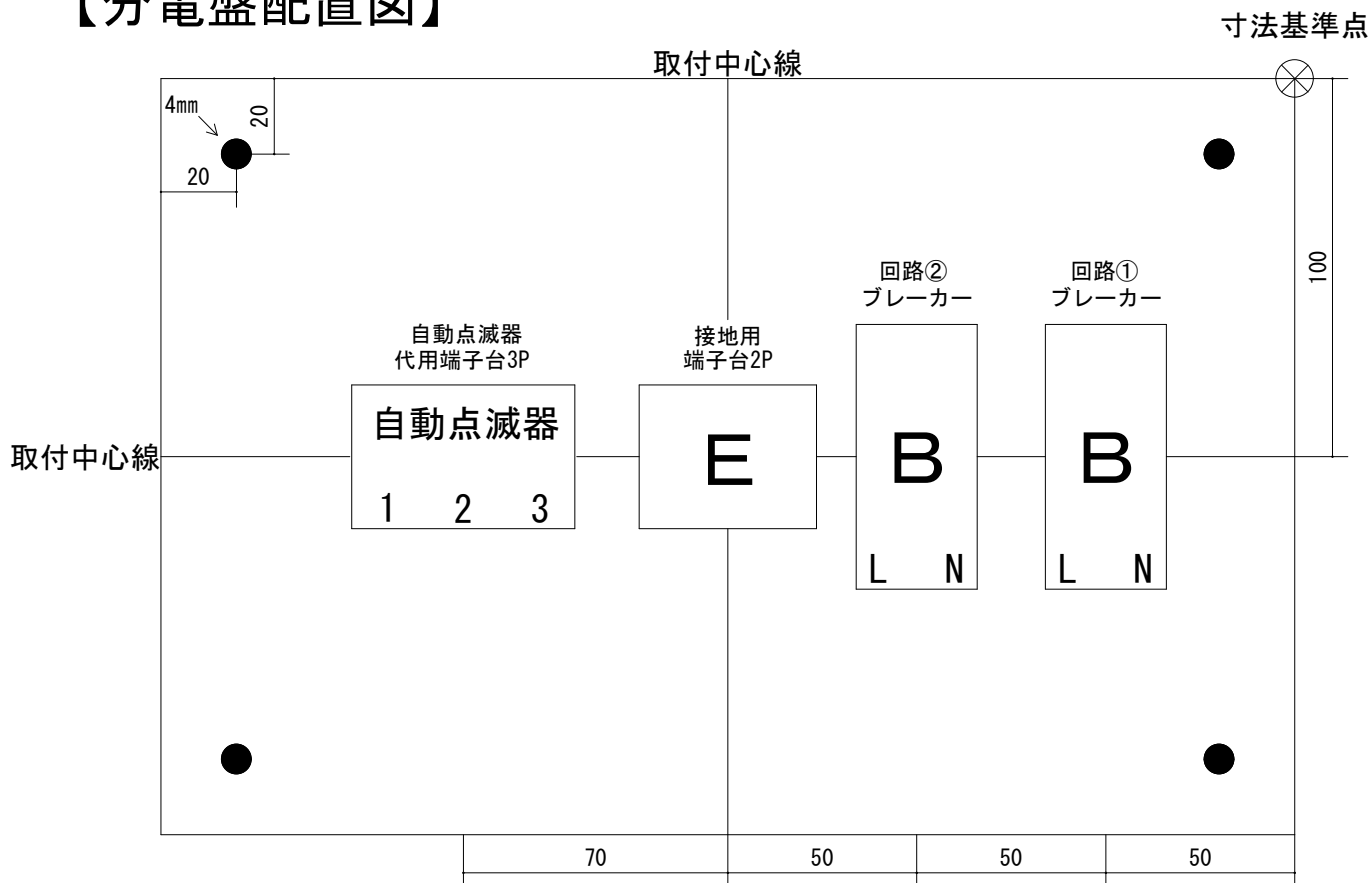 【分電盤配置図】
寸法基準点
取付中心線
4mm
20
20
100
回路②
ブレーカー
回路①
ブレーカー
自動点滅器
代用端子台3P
接地用
端子台2P
自動点滅器
1 2 3
E
B
L N
B
L N
取付中心線
70 50 50 50